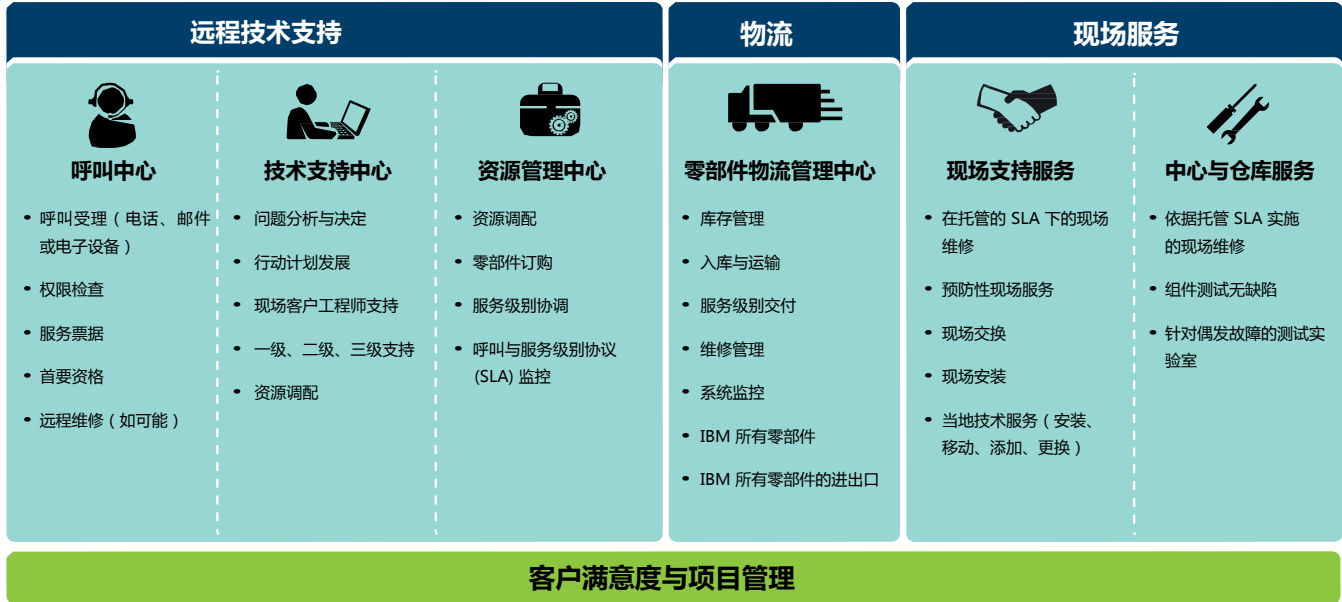 远程技术支持
呼叫中心
• 呼叫受理（电话、邮件
或电子设备）
• 权限检查
• 服务票据
• 首要资格
• 远程维修（如可能）
技术支持中心
• 问题分析与决定
• 行动计划发展
• 现场客户工程师支持
• 一级、二级、三级支持
• 资源调配
资源管理中心
• 资源调配
• 零部件订购
• 服务级别协调
• 呼叫与服务级别协议
(SLA) 监控
物流
零部件物流管理中心
• 库存管理
• 入库与运输
• 服务级别交付
• 维修管理
• 系统监控
• IBM 所有零部件
• IBM 所有零部件的进出口
现场服务
现场支持服务
• 在托管的 SLA 下的现场
维修
• 预防性现场服务
• 现场交换
• 现场安装
• 当地技术服务（安装、
移动、添加、更换）
中心与仓库服务
• 依据托管 SLA 实施
的现场维修
• 组件测试无缺陷
• 针对偶发故障的测试实
验室
客户满意度与项目管理